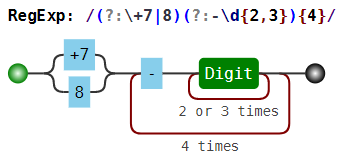 RegExp: /(?:\+7|8)(?:-\d{2,3}){4}/
+7
8
-
Digit
2 or 3 times
4 times